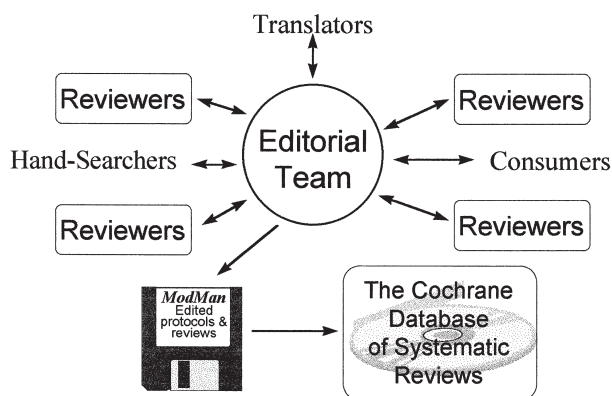 Translators
Reviewers
Reviewers
Editorial
Team
Hand-Searchers
Consumers
Reviewers
Reviewers
ModMan
Edited
protocols &
reviews
The Cochrane
Database
of Systematic
Reviews